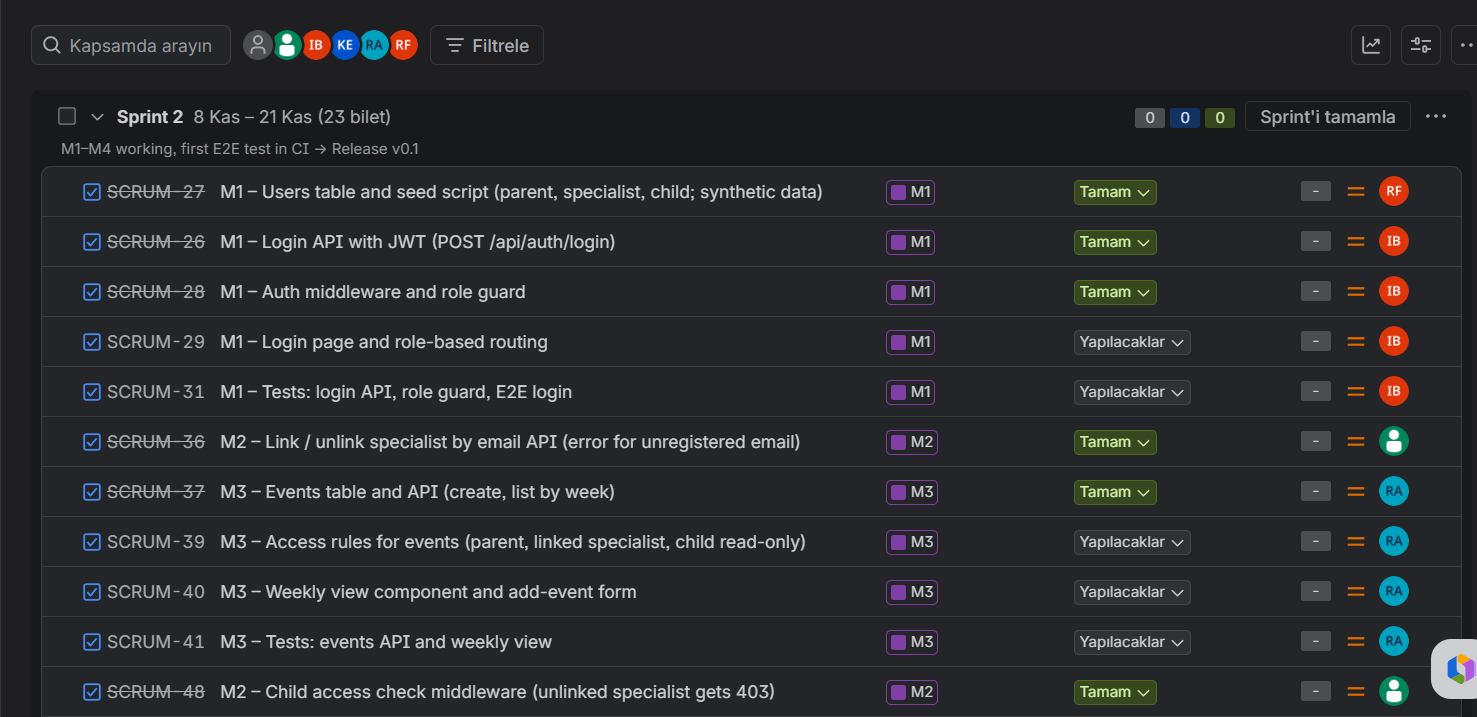 Kapsamda arayın IB KE RA RF Filtrele
Sprint 2 8 Kas – 21 Kas (23 bilet) 0 0 0 Sprint'i tamamla
M1–M4 working, first E2E test in CI → Release v0.1
SCRUM-27 M1 – Users table and seed script (parent, specialist, child; synthetic data) M1 Tamam - RF
SCRUM-26 M1 – Login API with JWT (POST /api/auth/login) M1 Tamam - IB
SCRUM-28 M1 – Auth middleware and role guard M1 Tamam - IB
SCRUM-29 M1 – Login page and role-based routing M1 Yapılacaklar - IB
SCRUM-31 M1 – Tests: login API, role guard, E2E login M1 Yapılacaklar - IB
SCRUM-36 M2 – Link / unlink specialist by email API (error for unregistered email) M2 Tamam -
SCRUM-37 M3 – Events table and API (create, list by week) M3 Tamam - RA
SCRUM-39 M3 – Access rules for events (parent, linked specialist, child read-only) M3 Yapılacaklar - RA
SCRUM-40 M3 – Weekly view component and add-event form M3 Yapılacaklar - RA
SCRUM-41 M3 – Tests: events API and weekly view M3 Yapılacaklar - RA
SCRUM-48 M2 – Child access check middleware (unlinked specialist gets 403) M2 Tamam -